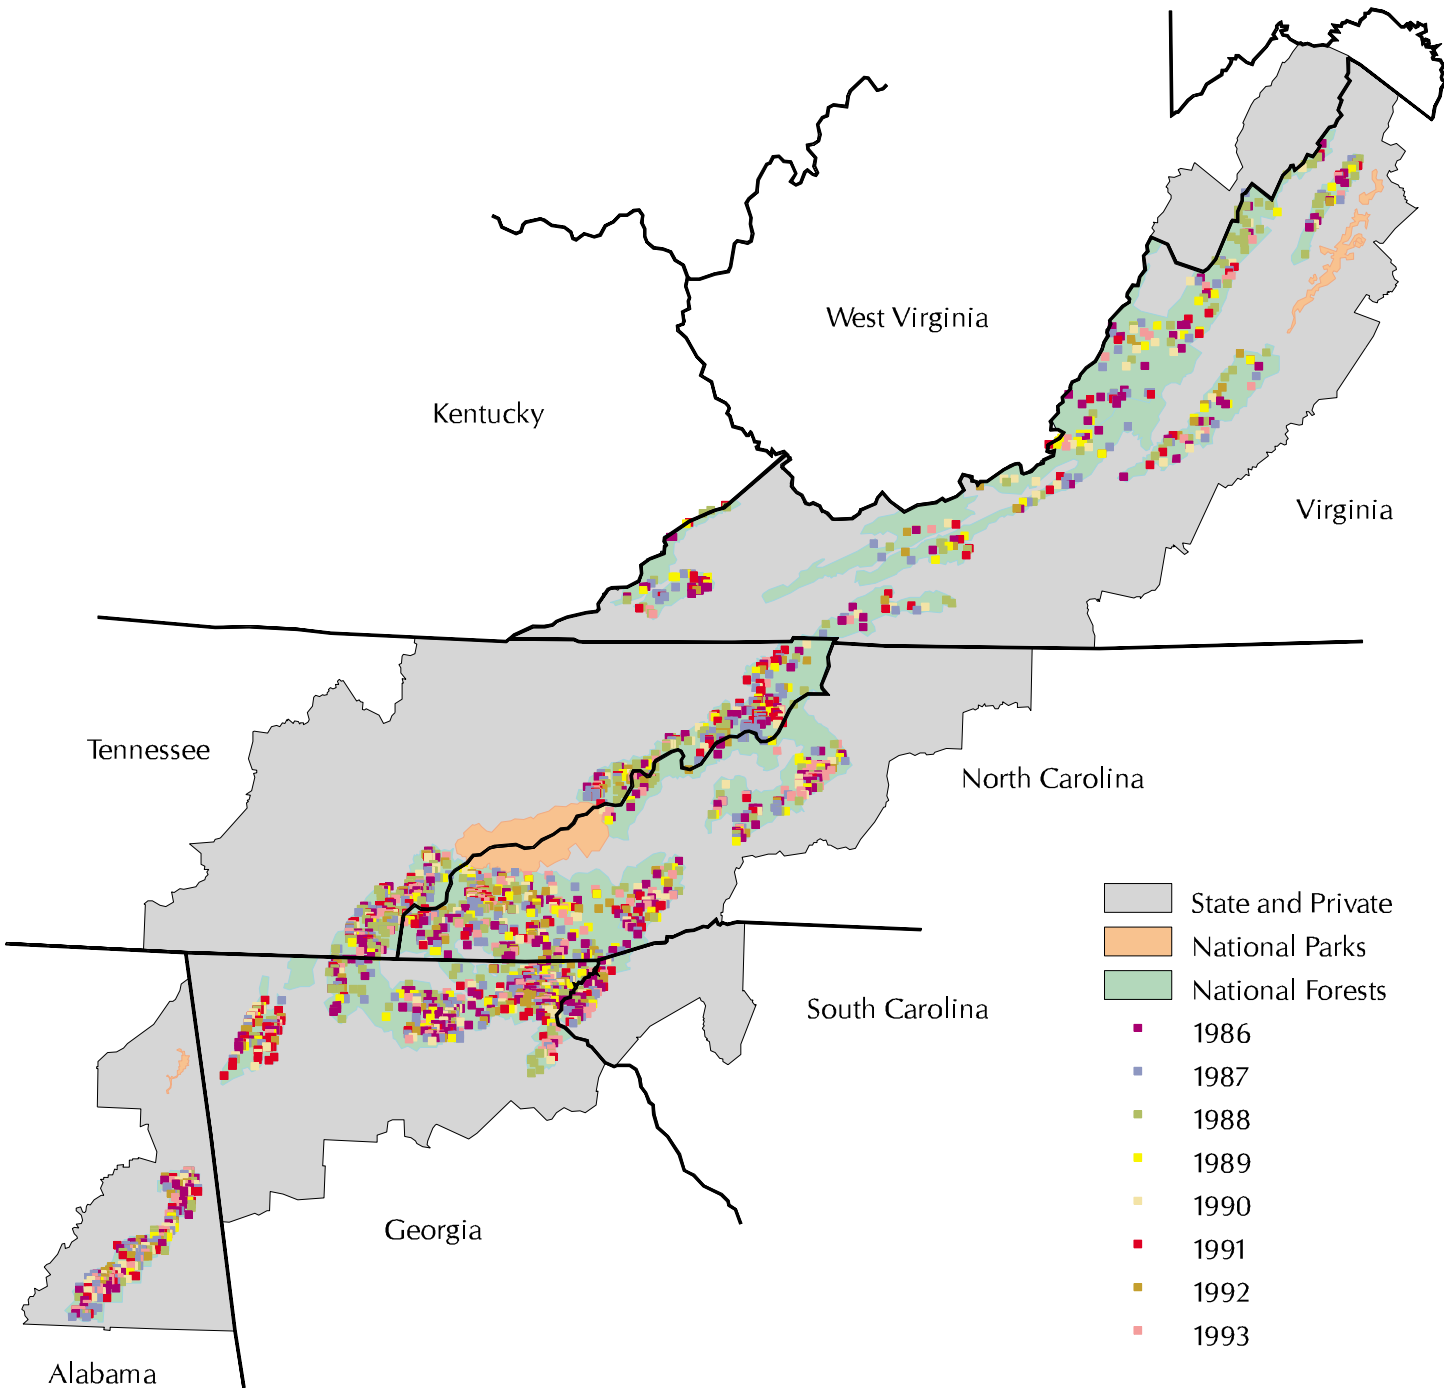 West Virginia
Kentucky
Virginia
Tennessee
North Carolina
State and Private
National Parks
National Forests
South Carolina
1986
1987
1988
1989
1990
1991
1992
1993
Georgia
Alabama